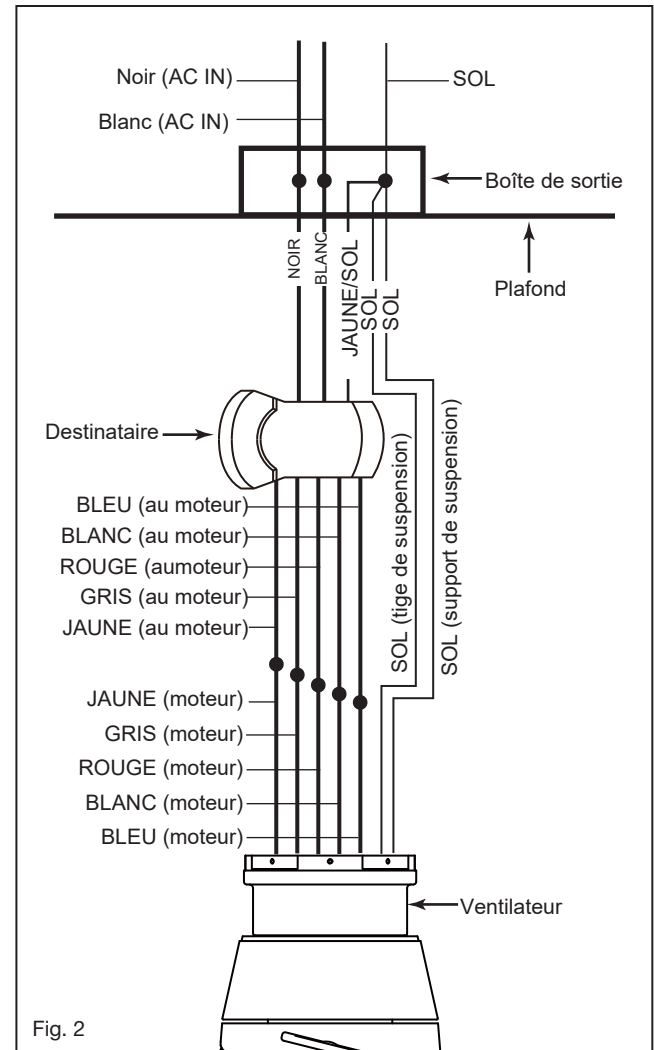 Noir (AC IN)
SOL
Blanc (AC IN)
Boîte de sortie
NOIR
BLANC
JAUNE/SOL
SOL
SOL
Plafond
Destinataire
SOL (tige de suspension)
SOL (support de suspension)
BLEU (au moteur)
BLANC (au moteur)
ROUGE (aumoteur)
GRIS (au moteur)
JAUNE (au moteur)
JAUNE (moteur)
GRIS (moteur)
ROUGE (moteur)
BLANC (moteur)
BLEU (moteur)
Ventilateur
Fig. 2